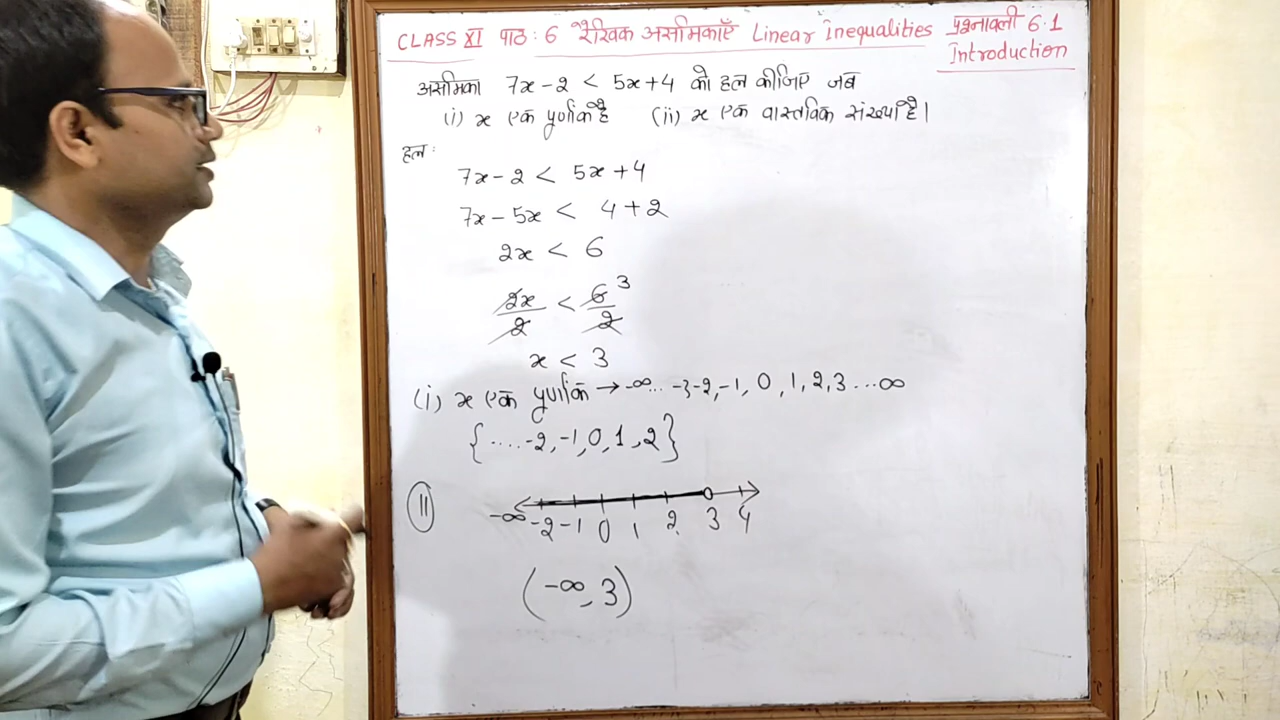 CLASS XI पाठ: 6 रैखिक असमिकाएँ Linear Inequalities प्रश्नावली 6.1
Introduction
असमिका 7x - 2 < 5x + 4 को हल कीजिए जब
(i) x एक पूर्णांक है (ii) x एक वास्तविक संख्या है।
हल:
7x - 2 < 5x + 4
7x - 5x < 4 + 2
2x < 6
2x/2 < 6/2 3
x < 3
(i) x एक पूर्णांक → -∞... -3 -2, -1, 0, 1, 2, 3 ... ∞
{ .... -2, -1, 0, 1, 2 }
(II)
-∞ -2 -1 0 1 2 3 4
(-∞, 3)